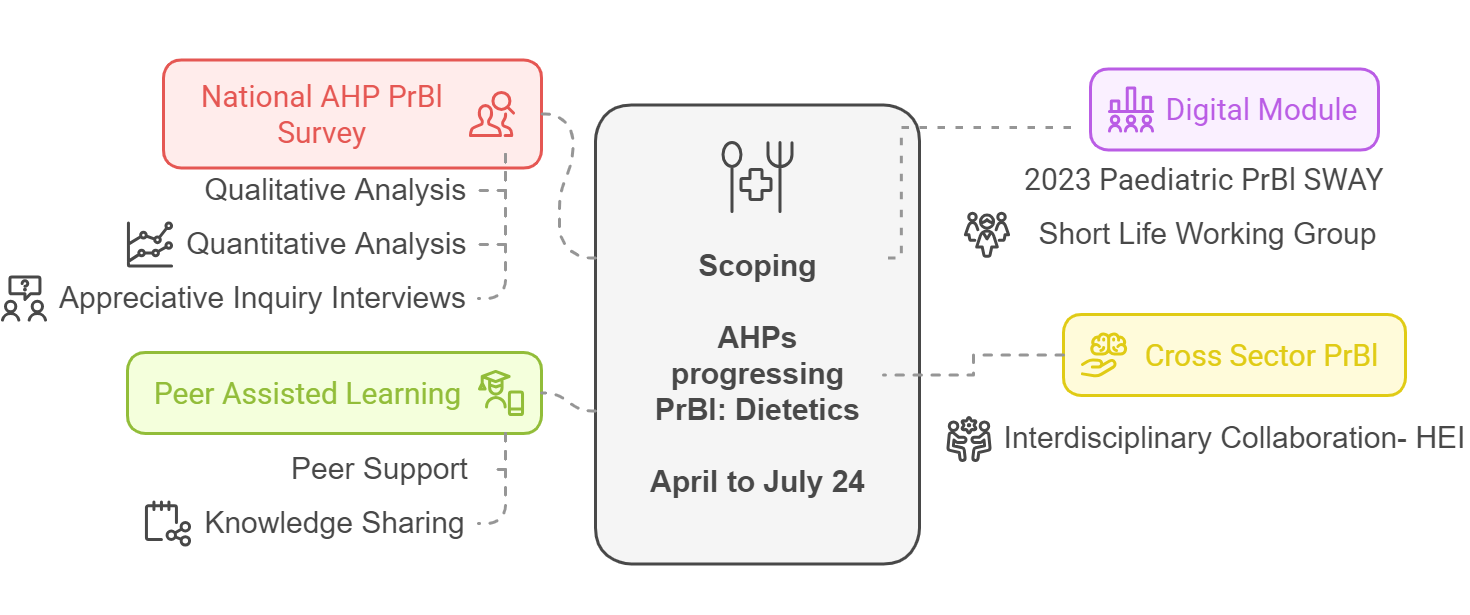 National AHP PrBl
Survey
Qualitative Analysis
Quantitative Analysis
?
Appreciative Inquiry Interviews
Peer Assisted Learning
Peer Support
Knowledge Sharing
Scoping
AHPs
progressing
PrBl: Dietetics
April to July 24
Digital Module
2023 Paediatric PrBl SWAY
Short Life Working Group
Cross Sector PrBl
Interdisciplinary Collaboration- HEI